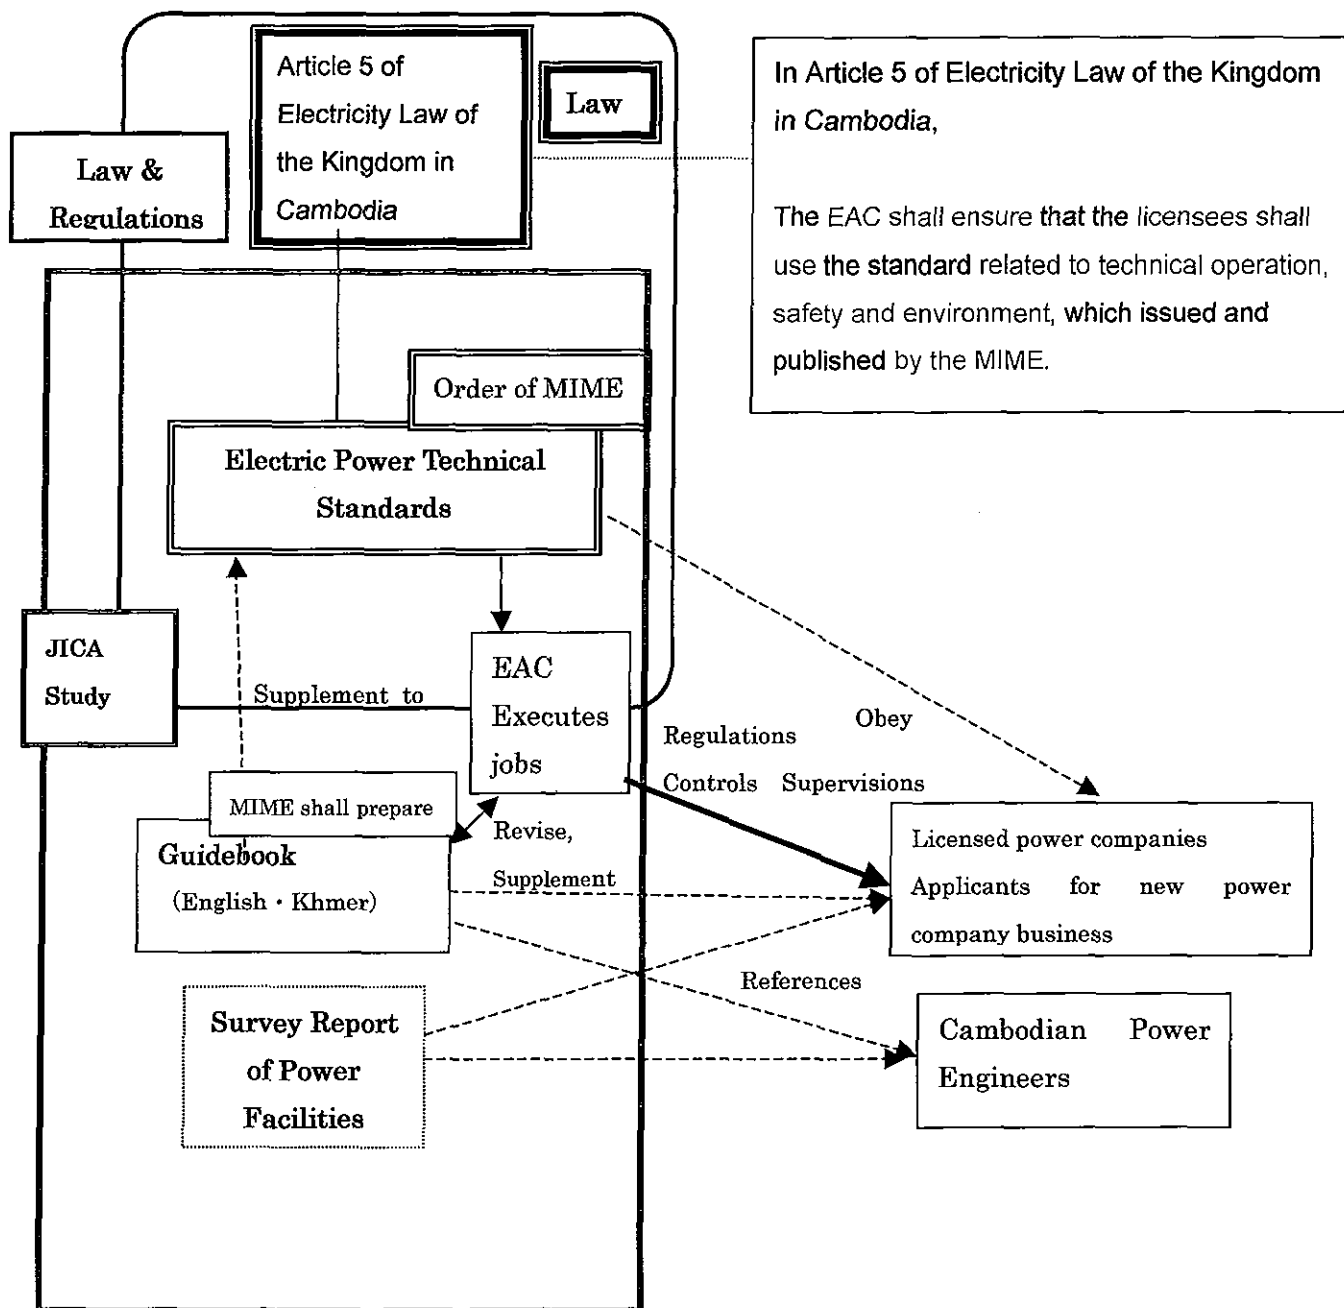 Article 5 of
Electricity Law of
the Kingdom in
Cambodia
Law
Law &
Regulations
In Article 5 of Electricity Law of the Kingdom
in Cambodia,
The EAC shall ensure that the licensees shall
use the standard related to technical operation,
safety and environment, which issued and
published by the MIME.
Order of MIME
Electric Power Technical
Standards
JICA
Study
Supplement to
EAC
Executes
jobs
Obey
Regulations
Controls Supervisions
MIME shall prepare
Guidebook
(English・Khmer)
Revise,
Supplement
Licensed power companies
Applicants for new power
company business
References
Survey Report
of Power
Facilities
Cambodian Power
Engineers